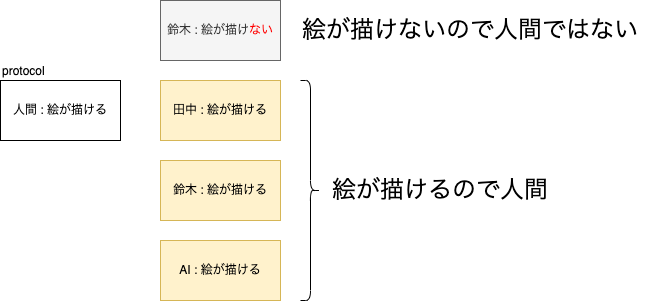 鈴木 : 絵が描けない
絵が描けないので人間ではない
protocol
人間 : 絵が描ける
田中 : 絵が描ける
鈴木 : 絵が描ける
絵が描けるので人間
AI : 絵が描ける